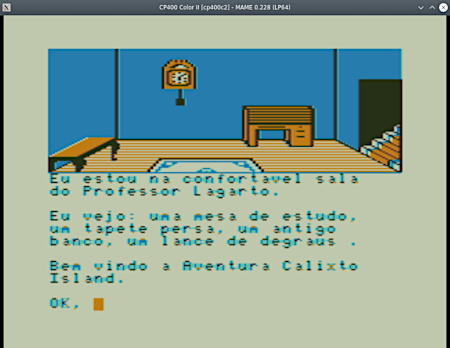 CP400 Color II [cp400c2] - MAME 0.228 (LP64)
Eu estou na confortavel sala
do Professor Lagarto.
Eu vejo: uma mesa de estudo,
um tapete persa, um antigo
banco, um lance de degraus .
Bem vindo a Aventura Calixto
Island.
OK,